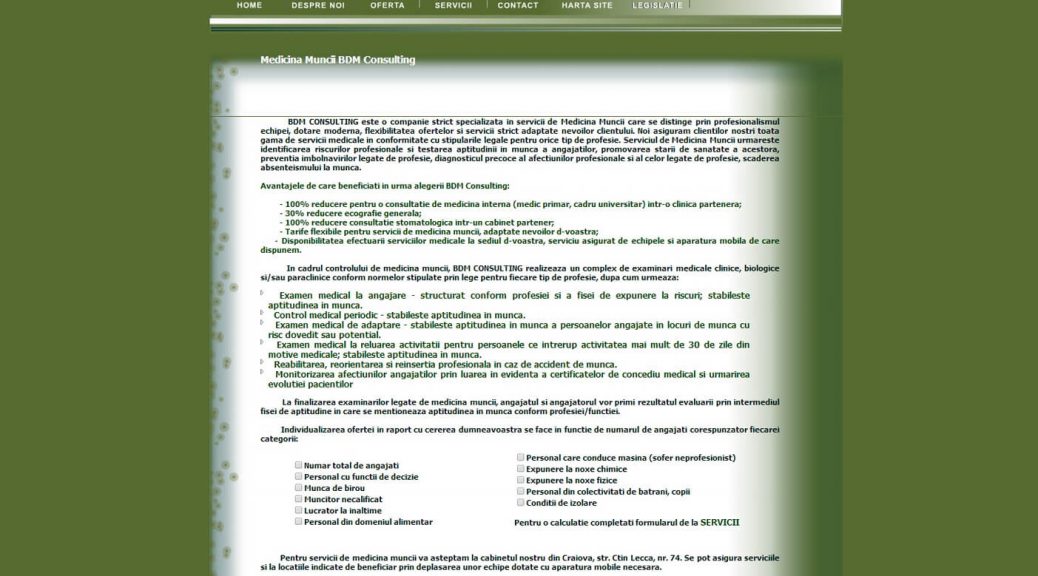 HOME DESPRE NOI OFERTA SERVICII CONTACT HARTA SITE LEGISLATIE
Medicina Muncii BDM Consulting
BDM CONSULTING este o companie strict specializata in servicii de Medicina Muncii care se distinge prin profesionalismul
echipei, dotare moderna, flexibilitatea ofertelor si servicii strict adaptate nevoilor clientului. Noi asiguram clientilor nostri toata
gama de servicii medicale in conformitate cu stipularile legale pentru orice tip de profesie. Serviciul de Medicina Muncii urmareste
identificarea riscurilor profesionale si testarea aptitudinii in munca a angajatilor, promovarea starii de sanatate a acestora,
preventia imbolnavirilor legate de profesie, diagnosticul precoce al afectiunilor profesionale si al celor legate de profesie, scaderea
absenteismului la munca.
Avantajele de care beneficiati in urma alegerii BDM Consulting:
- 100% reducere pentru o consultatie de medicina interna (medic primar, cadru universitar) intr-o clinica partenera;
- 30% reducere ecografie generala;
- 100% reducere consultatie stomatologica intr-un cabinet partener;
- Tarife flexibile pentru servicii de medicina muncii, adaptate nevoilor d-voastra;
- Disponibilitatea efectuarii serviciilor medicale la sediul d-voastra, serviciu asigurat de echipele si aparatura mobila de care
dispunem.
In cadrul controlului de medicina muncii, BDM CONSULTING realizeaza un complex de examinari medicale clinice, biologice
si/sau paraclinice conform normelor stipulate prin lege pentru fiecare tip de profesie, dupa cum urmeaza:
Examen medical la angajare - structurat conform profesiei si a fisei de expunere la riscuri; stabileste
aptitudinea in munca.
Control medical periodic - stabileste aptitudinea in munca.
Examen medical de adaptare - stabileste aptitudinea in munca a persoanelor angajate in locuri de munca cu
risc dovedit sau potential.
Examen medical la reluarea activitatii pentru persoanele ce intrerup activitatea mai mult de 30 de zile din
motive medicale; stabileste aptitudinea in munca.
Reabilitarea, reorientarea si reinsertia profesionala in caz de accident de munca.
Monitorizarea afectiunilor angajatilor prin luarea in evidenta a certificatelor de concediu medical si urmarirea
evolutiei pacientilor
La finalizarea examinarilor legate de medicina muncii, angajatul si angajatorul vor primi rezultatul evaluarii prin intermediul
fisei de aptitudine in care se mentioneaza aptitudinea in munca conform profesiei/functiei.
Individualizarea ofertei in raport cu cererea dumneavoastra se face in functie de numarul de angajati corespunzator fiecarei
categorii:
Numar total de angajati
Personal cu functii de decizie
Munca de birou
Muncitor necalificat
Lucrator la inaltime
Personal din domeniul alimentar
Personal care conduce masina (sofer neprofesionist)
Expunere la noxe chimice
Expunere la noxe fizice
Personal din colectivitati de batrani, copii
Conditii de izolare
Pentru o calculatie completati formularul de la SERVICII
Pentru servicii de medicina muncii va asteptam la cabinetul nostru din Craiova, str. Ctin Lecca, nr. 74. Se pot asigura serviciile
si la locatiile indicate de beneficiar prin deplasarea unor echipe dotate cu aparatura mobile necesara.